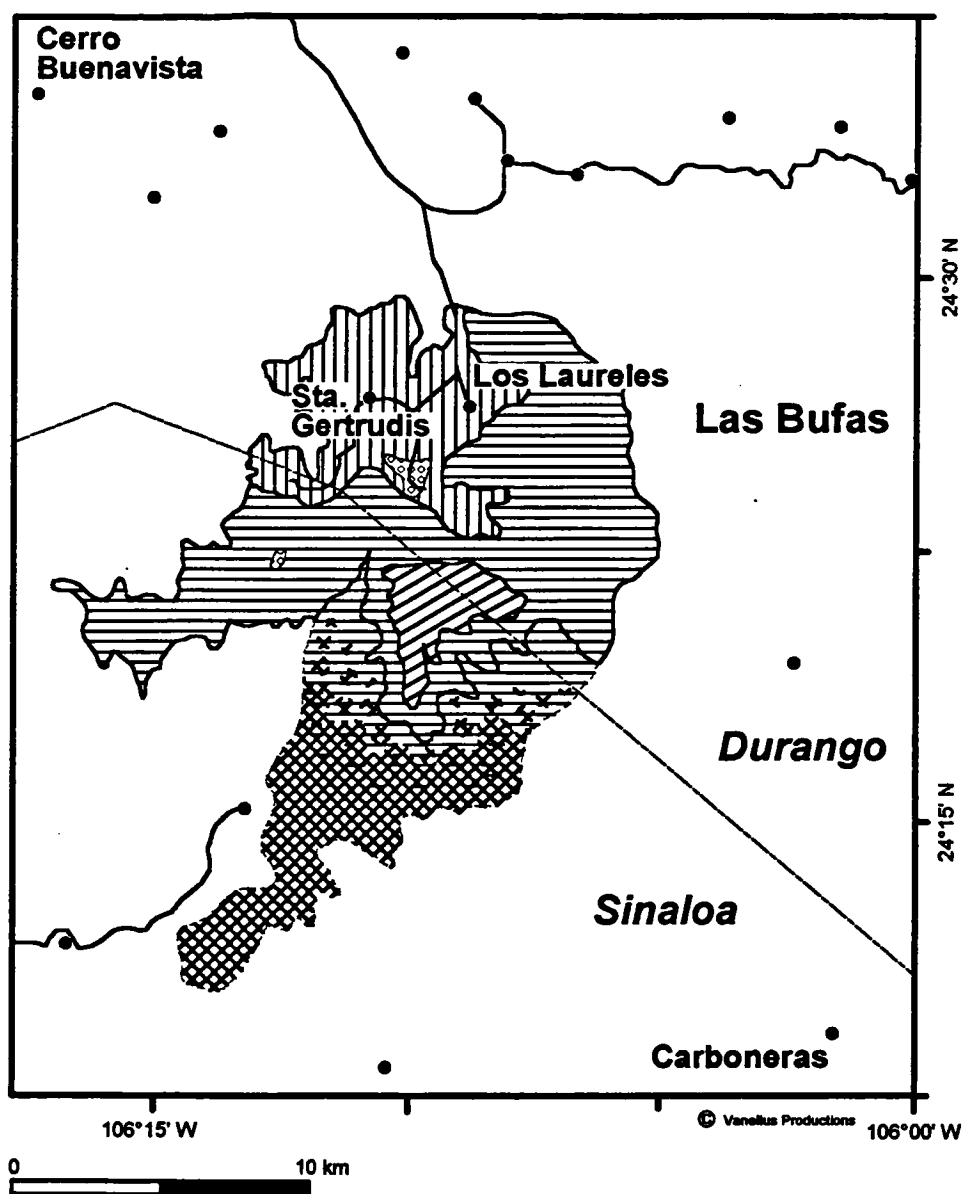 Cerro
Buenavista
24°30' N
Los Laureles
Sta.
Gertrudis
Las Bufas
Durango
24°15' N
Sinaloa
Carboneras
© Vanellus Productions
106°15' W
106°00' W
0
10 km